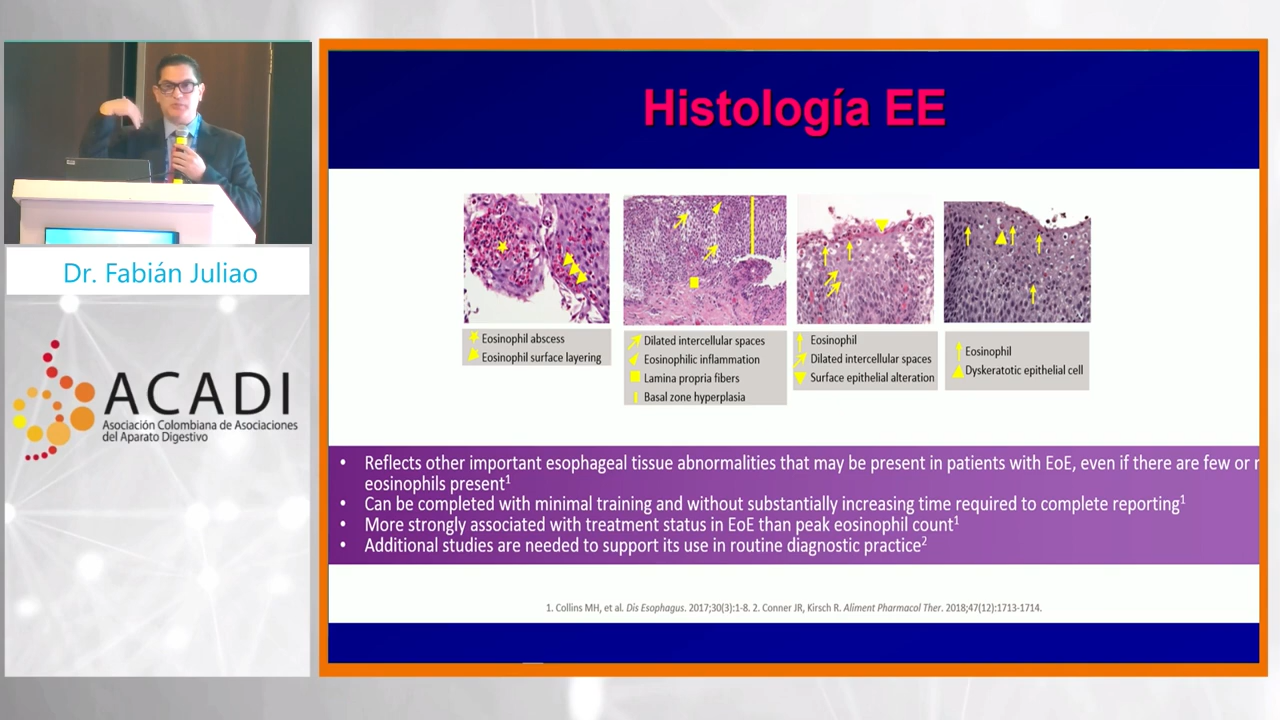 Histología EE
Dr. Fabián Juliao
ACADI
Asociación Colombiana de Asociaciones
del Aparato Digestivo
Eosinophil abscess
Eosinophil surface layering
Dilated intercellular spaces
Eosinophilic inflammation
Lamina propria fibers
Basal zone hyperplasia
Eosinophil
Dilated intercellular spaces
Surface epithelial alteration
Eosinophil
Dyskeratotic epithelial cell
• Reflects other important esophageal tissue abnormalities that may be present in patients with EoE, even if there are few or
eosinophils present¹
• Can be completed with minimal training and without substantially increasing time required to complete reporting¹
• More strongly associated with treatment status in EoE than peak eosinophil count¹
• Additional studies are needed to support its use in routine diagnostic practice²
1. Collins MH, et al. Dis Esophagus. 2017;30(3):1-8. 2. Conner JR, Kirsch R. Aliment Pharmacol Ther. 2018;47(12):1713-1714.